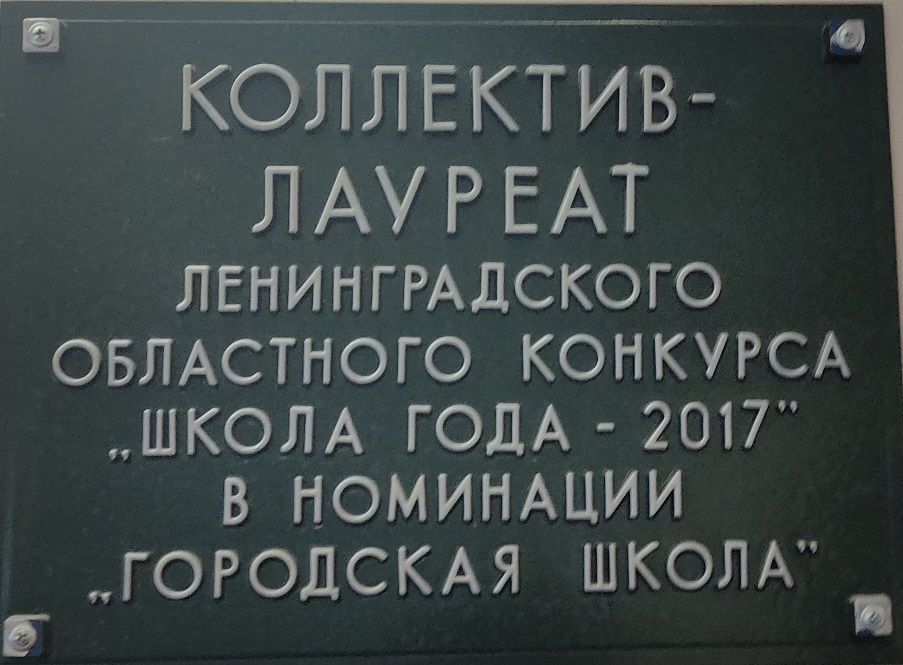 КОЛЛЕКТИВ-
ЛАУРЕАТ
ЛЕНИНГРАДСКОГО
ОБЛАСТНОГО КОНКУРСА
„ШКОЛА ГОДА - 2017”
В НОМИНАЦИИ
„ГОРОДСКАЯ ШКОЛА”